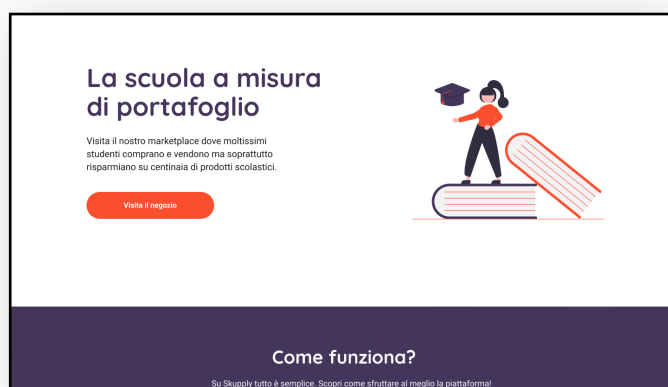 La scuola a misura
di portafoglio
Visita il nostro marketplace dove moltissimi
studenti comprano e vendono ma soprattutto
risparmiano su centinaia di prodotti scolastici.
Visita il negozio
Come funziona?
Su Skupply tutto è semplice. Scopri come sfruttare al meglio la piattaforma!